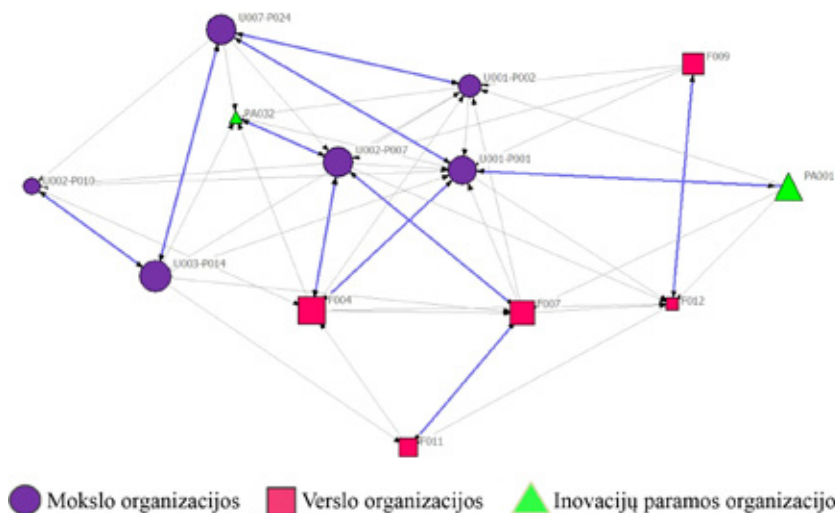 U007-P024
F009
U001-P002
PA032
U002-P007
U001-P001
PA001
U002-P010
U003-P014
F004
F007
F012
F011
Mokslo organizacijos
Verslo organizacijos
Inovacijų paramos organizacijo